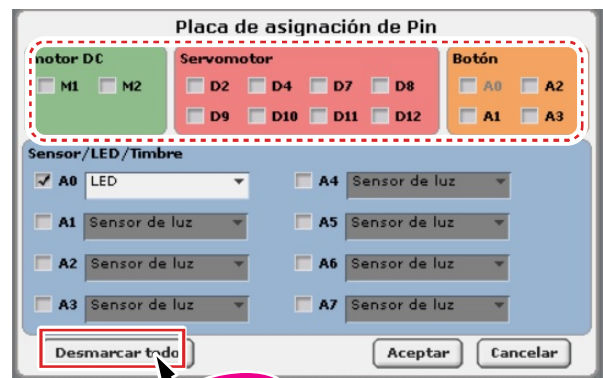 Placa de asignación de Pin
motor DC
M1 M2
Servomotor
D2 D4 D7 D8
D9 D10 D11 D12
Botón
A0 A2
A1 A3
Sensor/LED/Timbre
A0 LED
A4 Sensor de luz
A1 Sensor de luz
A5 Sensor de luz
A2 Sensor de luz
A6 Sensor de luz
A3 Sensor de luz
A7 Sensor de luz
Desmarcar todo
Aceptar
Cancelar